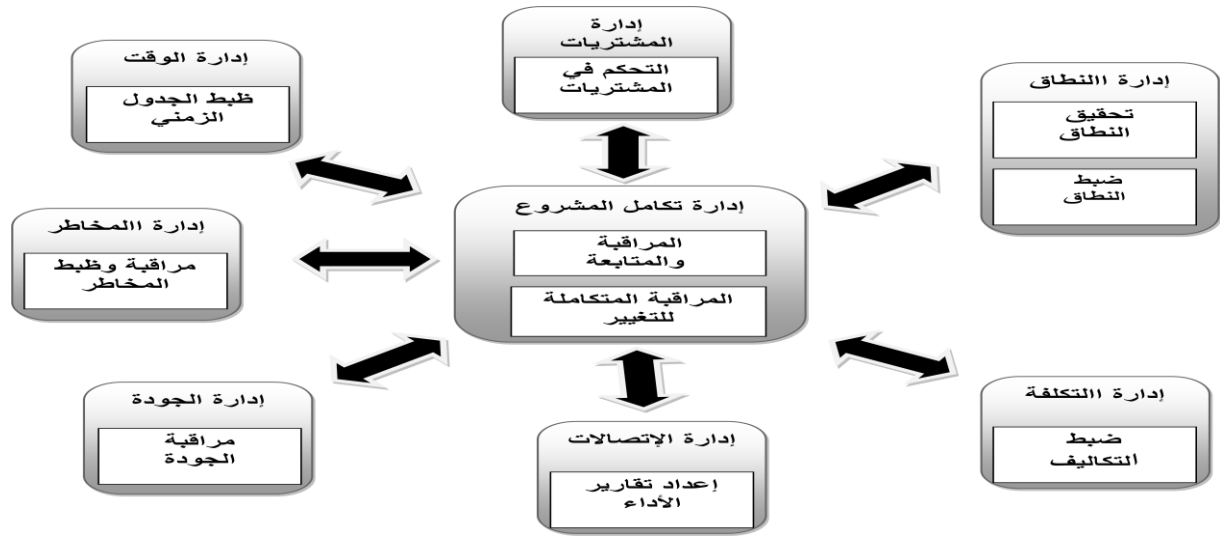 إدارة
المشتريات
التحكم في
المشتريات
إدارة االنطاق
تحقيق
النطاق
ضبط
النطاق
إدارة الوقت
ظبط الجدول
الزمني
إدارة تكامل المشروع
المراقبة
والمتابعة
المراقبة المتكاملة
للتغيير
إدارة االمخاطر
مراقبة وظبط
المخاطر
إدارة االتكلفة
ضبط
التكاليف
إدارة الإتصالات
إعداد تقارير
الأداء
إدارة الجودة
مراقبة
الجودة